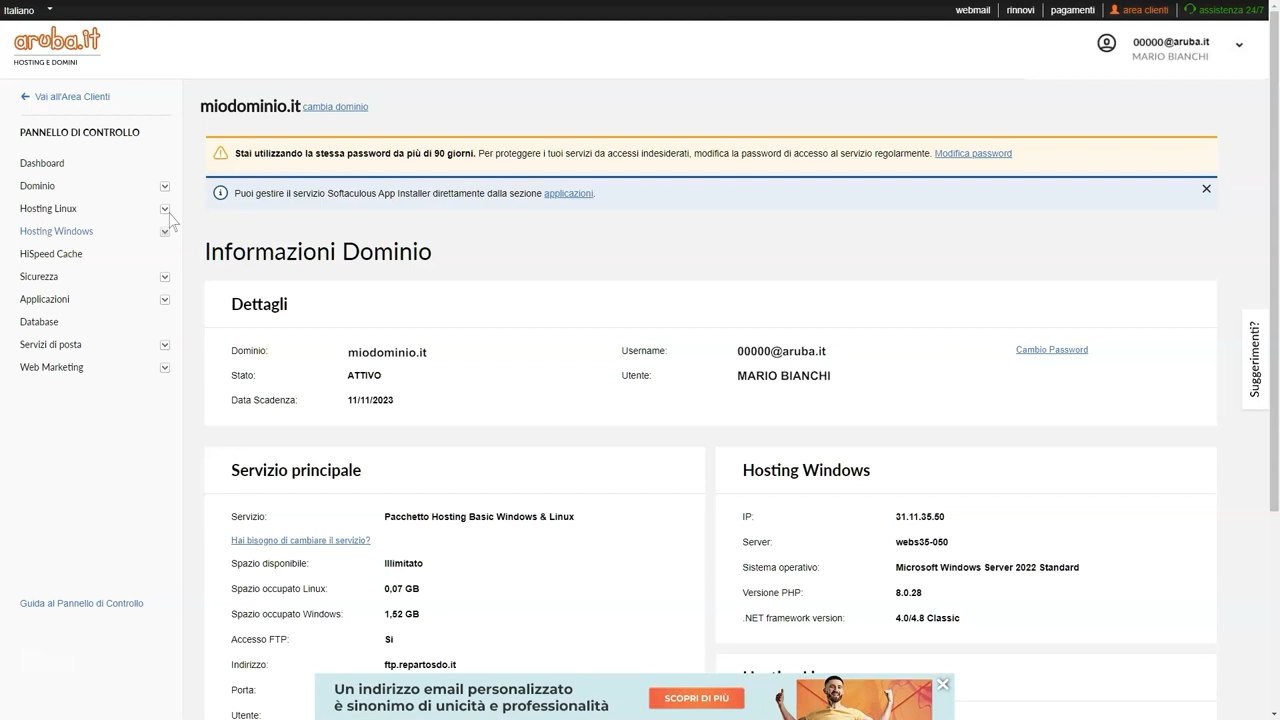 Italiano
webmail
rinnovi
pagamenti
area clienti
assistenza 24/7
aruba.it
HOSTING E DOMINI
00000@aruba.it
MARIO BIANCHI
Vai all'Area Clienti
PANNELLO DI CONTROLLO
Dashboard
Dominio
Hosting Linux
Hosting Windows
HiSpeed Cache
Sicurezza
Applicazioni
Database
Servizi di posta
Web Marketing
Guida al Pannello di Controllo
miodominio.it cambia dominio
Stai utilizzando la stessa password da più di 90 giorni. Per proteggere i tuoi servizi da accessi indesiderati, modifica la password di accesso al servizio regolarmente. Modifica password
Puoi gestire il servizio Softaculous App Installer direttamente dalla sezione applicazioni.
Informazioni Dominio
Dettagli
Dominio: miodominio.it
Stato: ATTIVO
Data Scadenza: 11/11/2023
Username: 00000@aruba.it
Utente: MARIO BIANCHI
Cambio Password
Suggerimenti?
Servizio principale
Servizio: Pacchetto Hosting Basic Windows & Linux
Hai bisogno di cambiare il servizio?
Spazio disponibile: Illimitato
Spazio occupato Linux: 0,07 GB
Spazio occupato Windows: 1,52 GB
Accesso FTP: Si
Indirizzo: ftp.repartosdo.it
Porta:
Utente:
Hosting Windows
IP: 31.11.35.50
Server: webs35-050
Sistema operativo: Microsoft Windows Server 2022 Standard
Versione PHP: 8.0.28
.NET framework version: 4.0/4.8 Classic
Un indirizzo email personalizzato
è sinonimo di unicità e professionalità
SCOPRI DI PIÙ